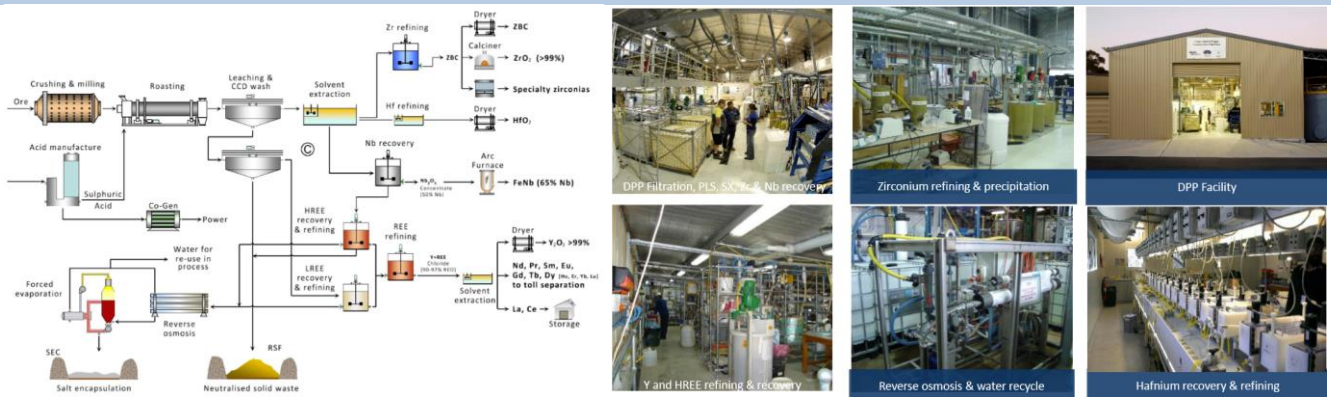 Crushing & milling
Ore
Roasting
Leaching &
CCD wash
Solvent
extraction
Zr refining
ZBC
Dryer
ZBC
Calciner
ZrO₂ (>99%)
Specialty zirconias
Hf refining
Dryer
HfO₂
©
Nb recovery
Nb₂O₅
Concentrate
Arc
Furnace
FeNb (65% Nb)
Acid manufacture
Sulphuric
Acid
Co-Gen
Power
HREE
recovery
& refining
REE
refining
LREE
recovery
& refining
Y+REE
Chloride
Solvent
extraction
Dryer
Y₂O₃ >99%
Nd, Pr, Sm, Eu,
Gd, Tb, Dy
to toll separation
La, Ce
Storage
Water for
re-use in
process
Forced
evaporation
Reverse
osmosis
SEC
Salt encapsulation
RSF
Neutralised solid waste
DPP Filtration, PLS, SX, Zr & Nb recovery
Zirconium refining & precipitation
DPP Facility
Y and HREE refining & recovery
Reverse osmosis & water recycle
Hafnium recovery & refining